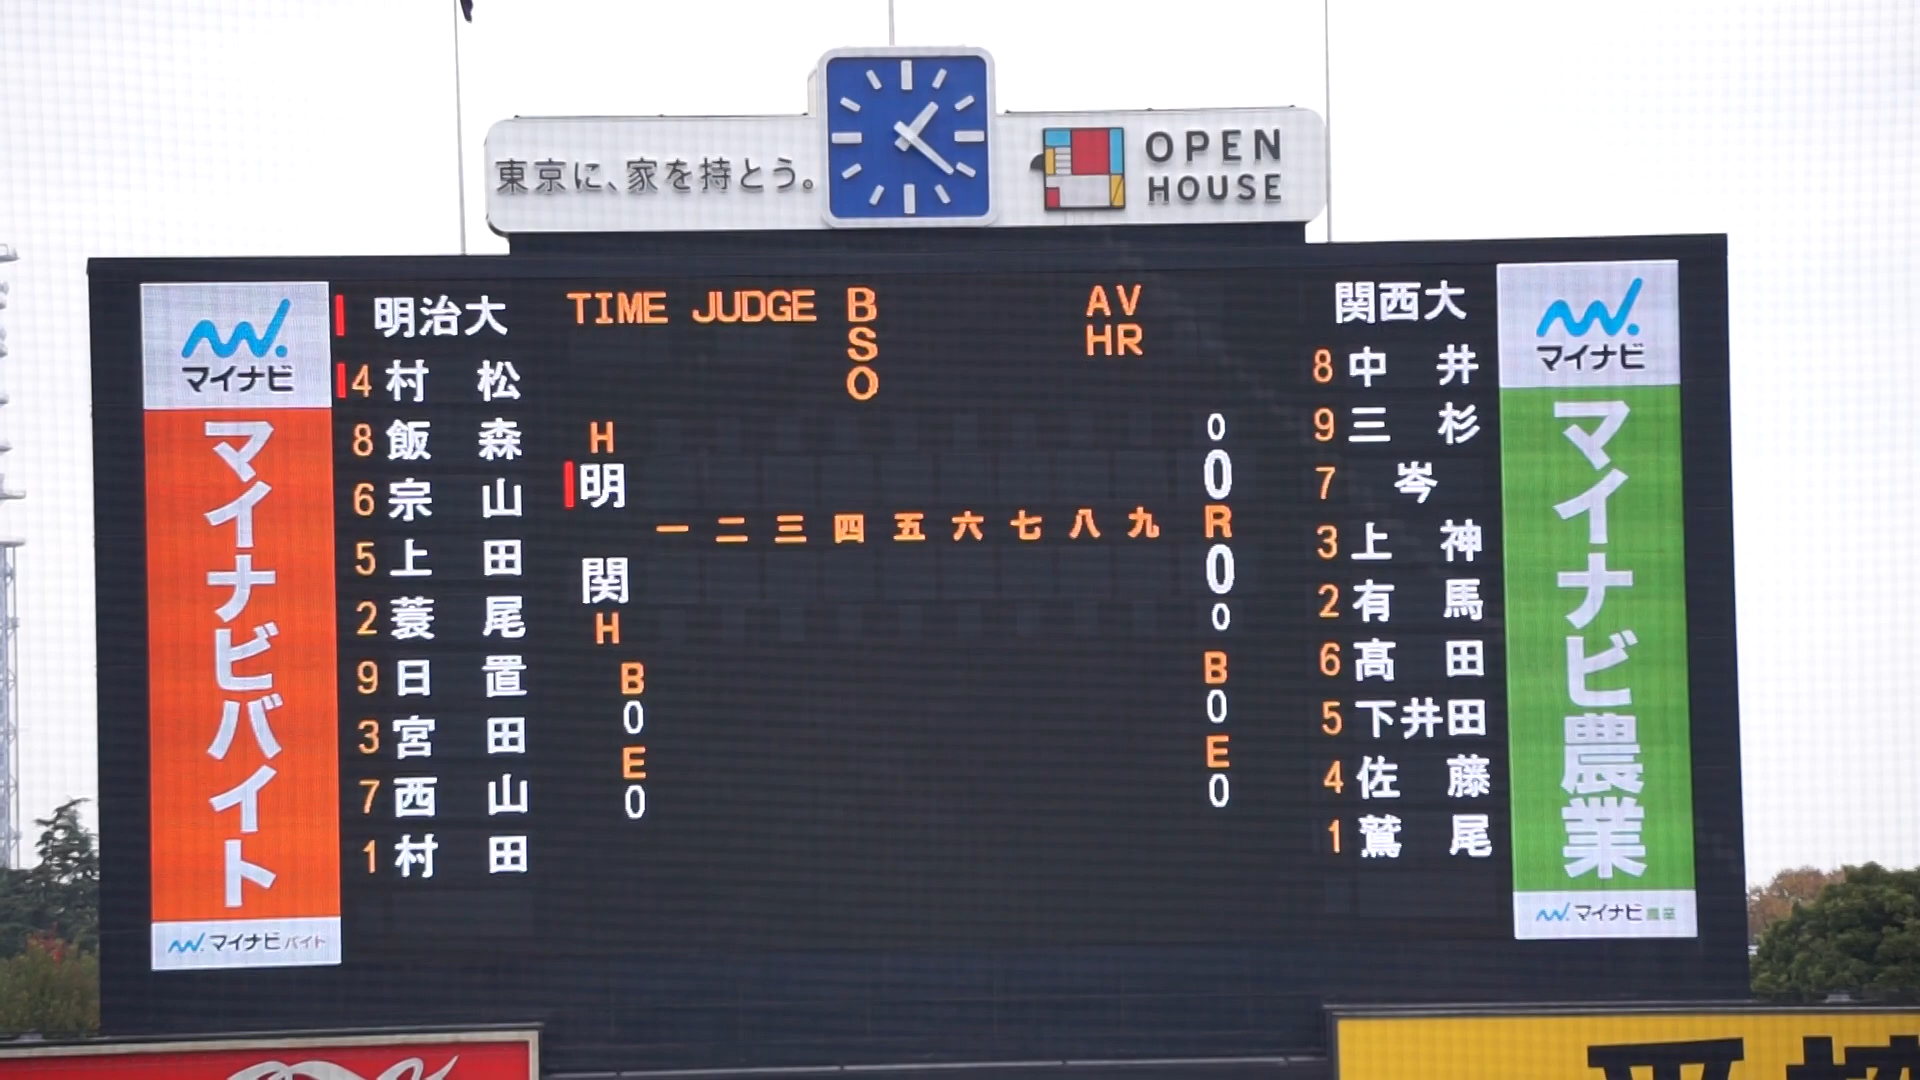 東京に、家を持とう。
OPEN
HOUSE
マイナビ
マイナビバイト
マイナビバイト
明治大
4 村松
8 飯森
6 宗山
5 上田
2 蓑尾
9 日置
3 宮田
7 西山
1 村田
TIME JUDGE B
S
O
AV
HR
H
明
一 二 三 四 五 六 七 八 九
関
H
B
0
E
0
0
0
R
0
0
B
0
E
0
関西大
8 中井
9 三杉
7 岑
3 上神
2 有馬
6 髙田
5 下井田
4 佐藤
1 鷲尾
マイナビ
マイナビ農業
マイナビ農業